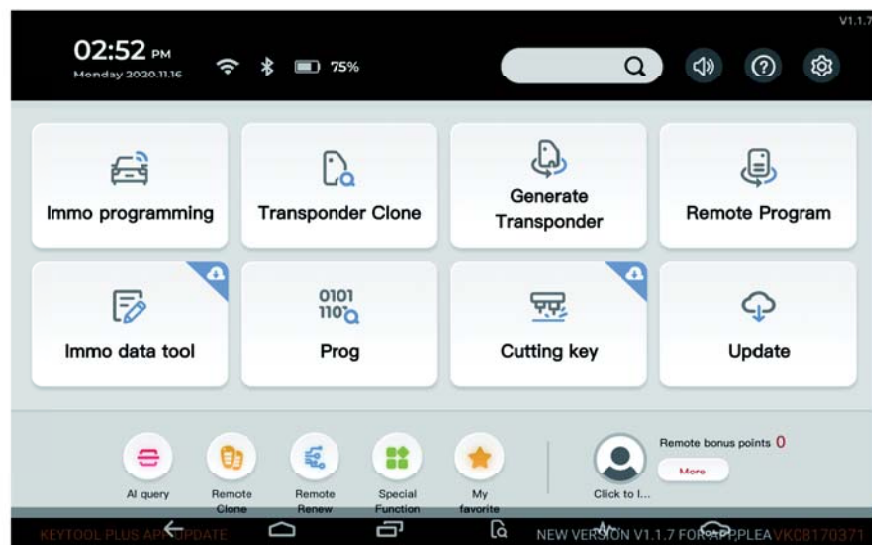 V1.1.7
02:52 PM
Monday 2020.11.16
75%
Immo programming
Transponder Clone
Generate
Transponder
Remote Program
Immo data tool
0101
110
Prog
Cutting key
Update
Remote bonus points 0
More
AI query
Remote
Clone
Remote
Renew
Special
Function
My
favorite
Click to l...
KEYTOOL PLUS APP UPDATE
NEW VERSION V1.1.7 FOR APP,PLEA
VK08170371